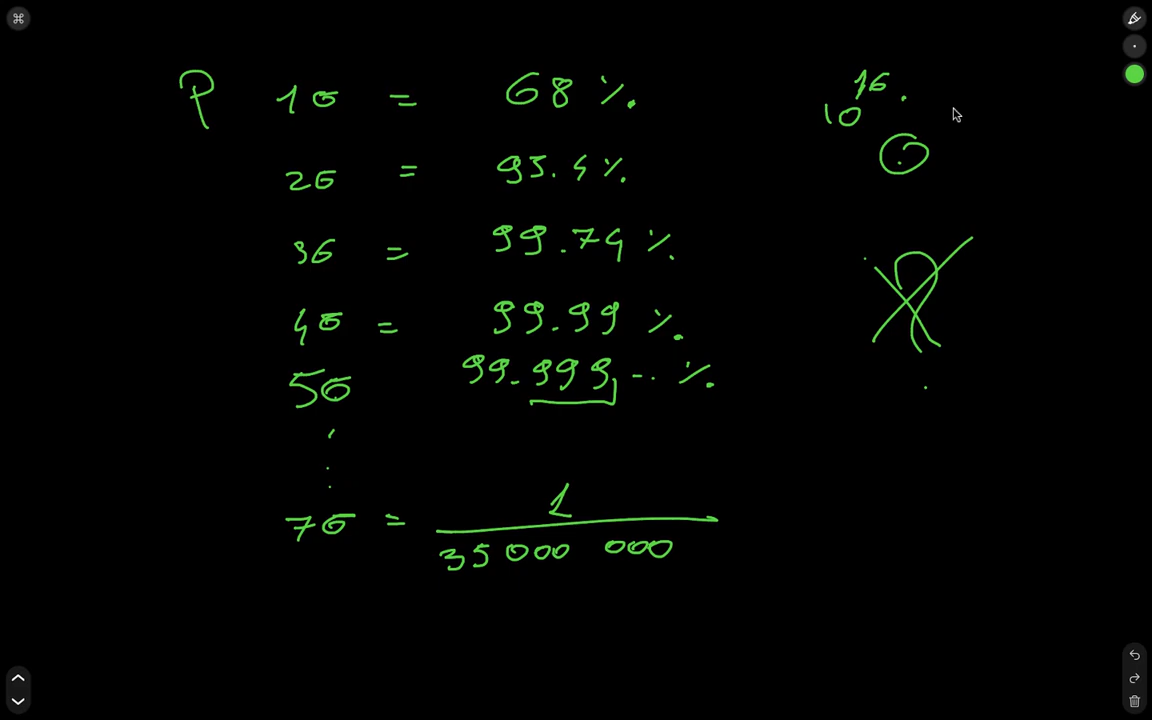 P 1σ = 68 %.
2σ = 95.4 %.
3σ = 99.74 %.
4σ = 99.99 %.
5σ 99.999... %.
7σ = 1
35 000 000
16.
10